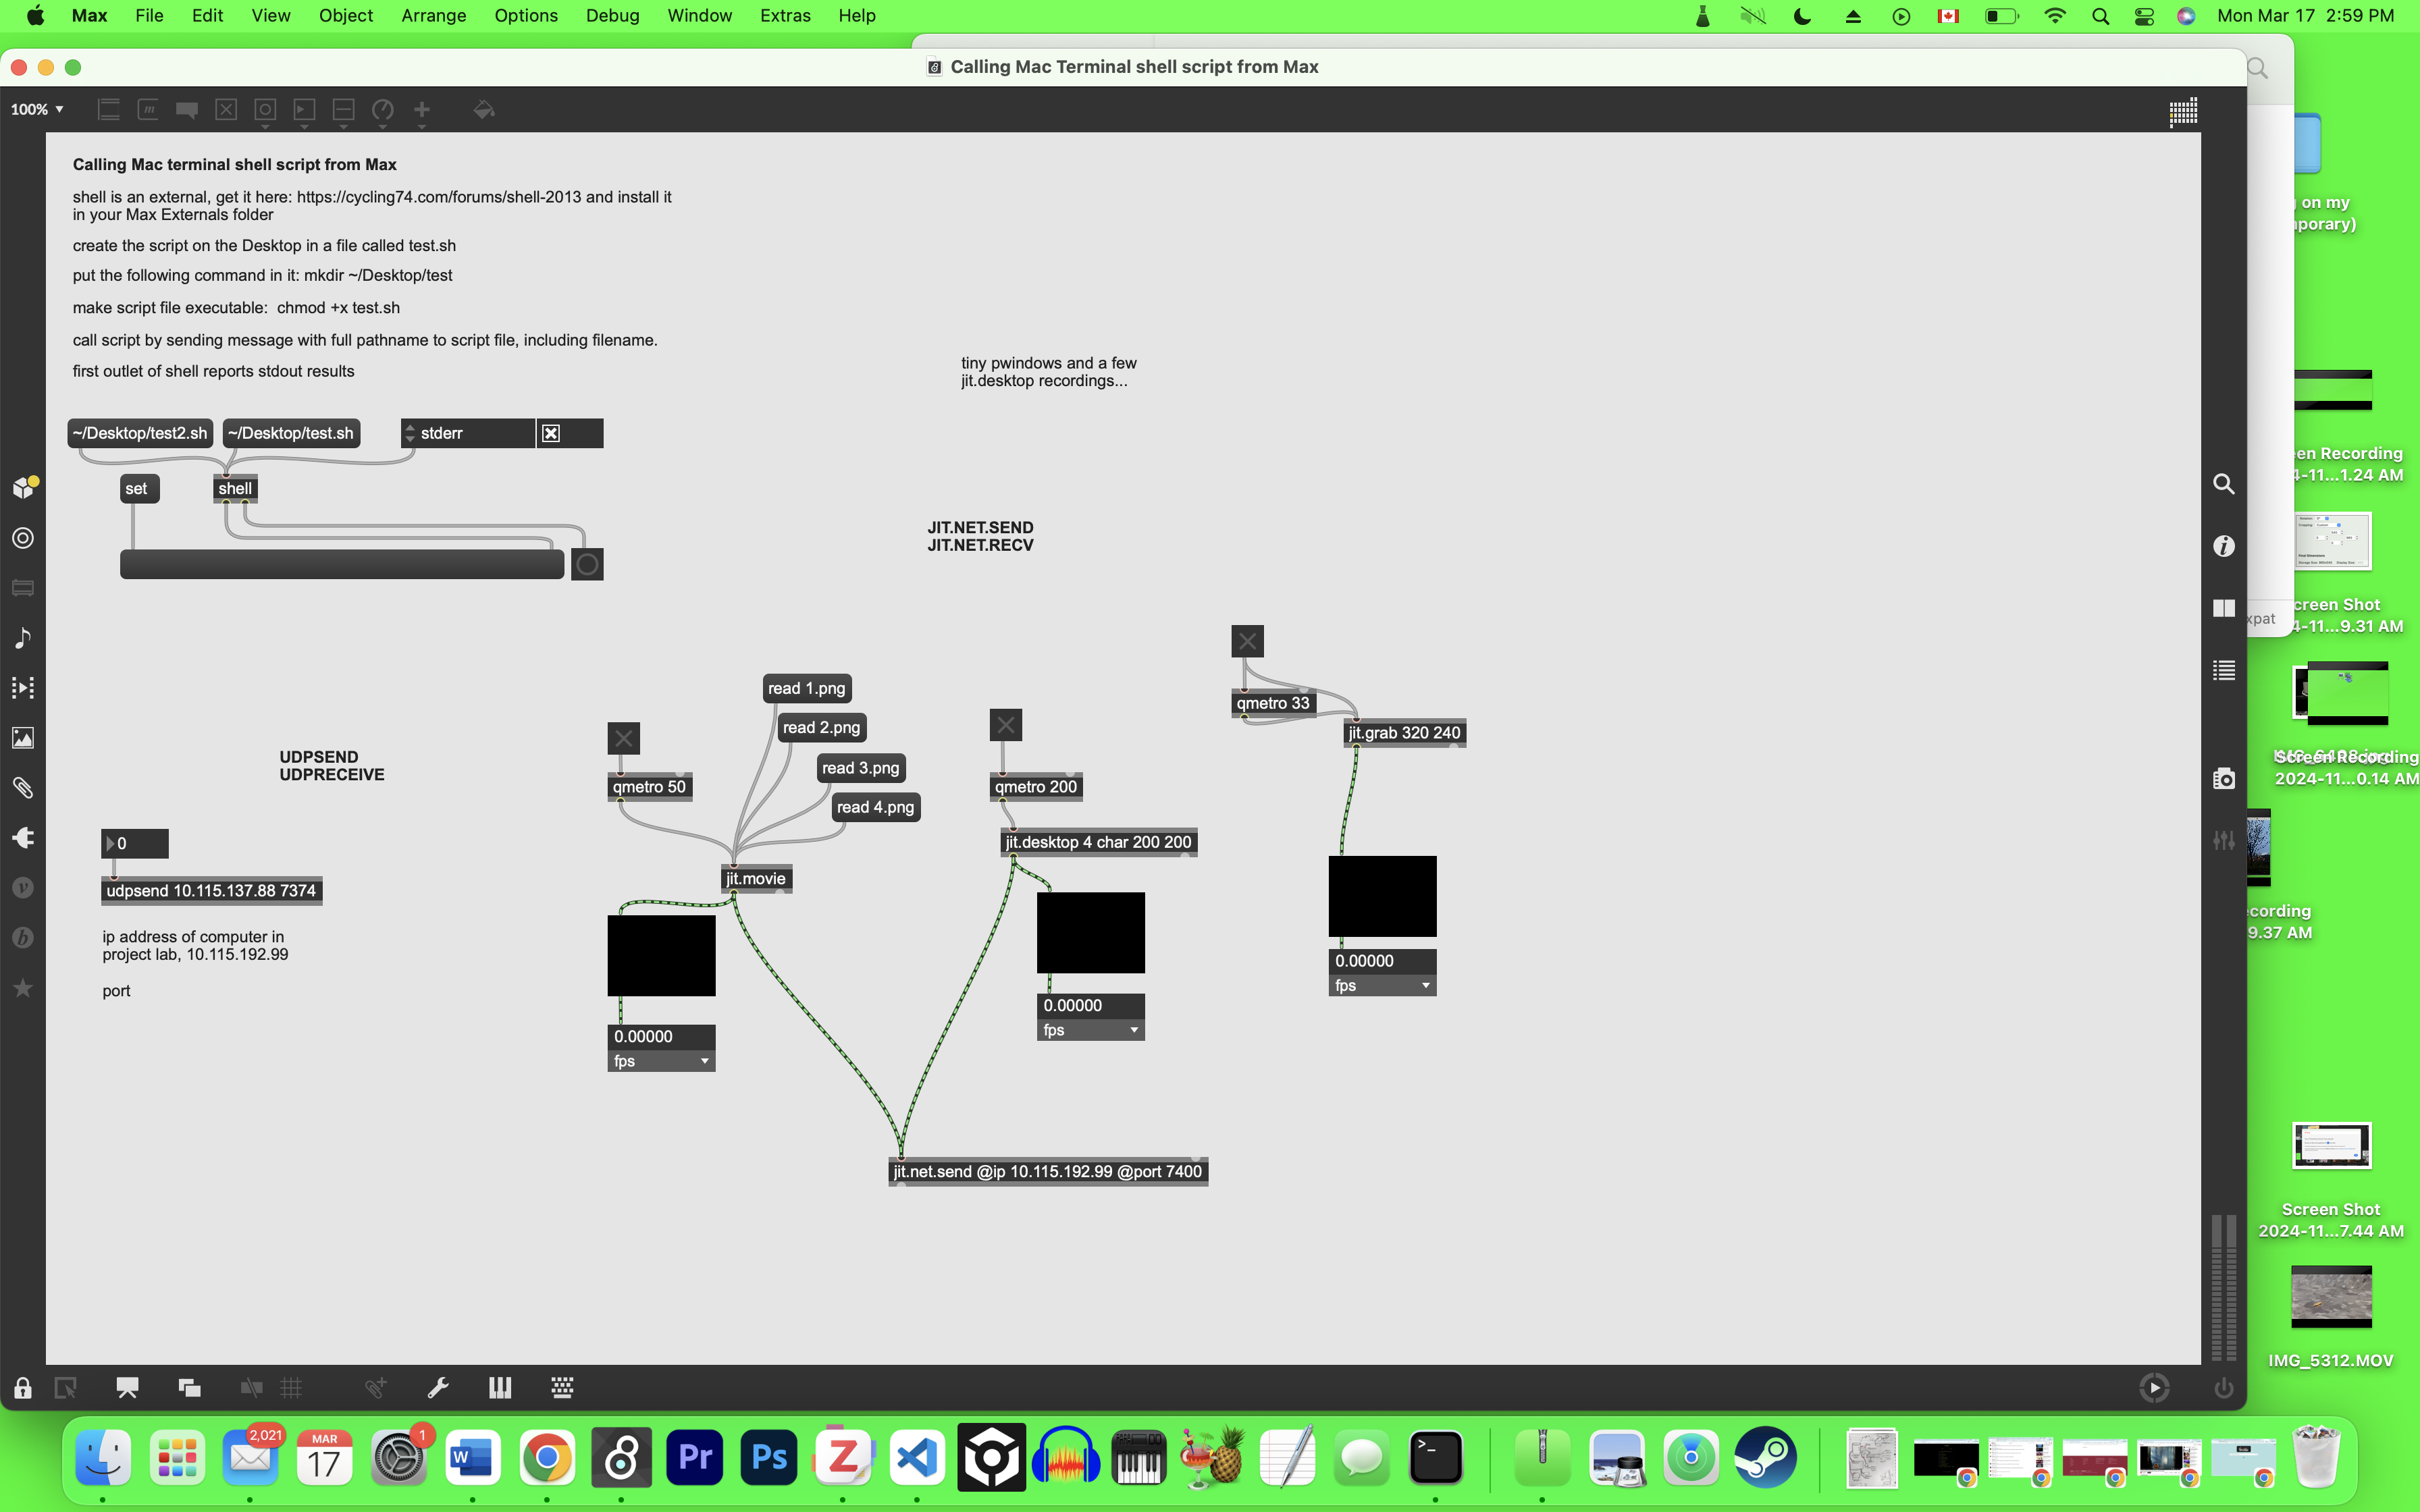 Max File Edit View Object Arrange Options Debug Window Extras Help
Mon Mar 17 2:59 PM
Calling Mac Terminal shell script from Max
100%
Calling Mac terminal shell script from Max
shell is an external, get it here: https://cycling74.com/forums/shell-2013 and install it
in your Max Externals folder
create the script on the Desktop in a file called test.sh
put the following command in it: mkdir ~/Desktop/test
make script file executable:  chmod +x test.sh
call script by sending message with full pathname to script file, including filename.
first outlet of shell reports stdout results
tiny pwindows and a few
jit.desktop recordings...
~/Desktop/test2.sh
~/Desktop/test.sh
stderr
set
shell
JIT.NET.SEND
JIT.NET.RECV
UDPSEND
UDPRECEIVE
0
udpsend 10.115.137.88 7374
ip address of computer in
project lab, 10.115.192.99
port
qmetro 50
read 1.png
read 2.png
read 3.png
read 4.png
jit.movie
0.00000
fps
qmetro 200
jit.desktop 4 char 200 200
0.00000
fps
qmetro 33
jit.grab 320 240
0.00000
fps
jit.net.send @ip 10.115.192.99 @port 7400
on my
porary)
en Recording
4-11...1.24 AM
creen Shot
4-11...9.31 AM
xpat
Screen Recording
2024-11...0.14 AM
cording
9.37 AM
Screen Shot
2024-11...7.44 AM
IMG_5312.MOV
2,021
MAR
17
1
W
Pr
Ps
Z
>_